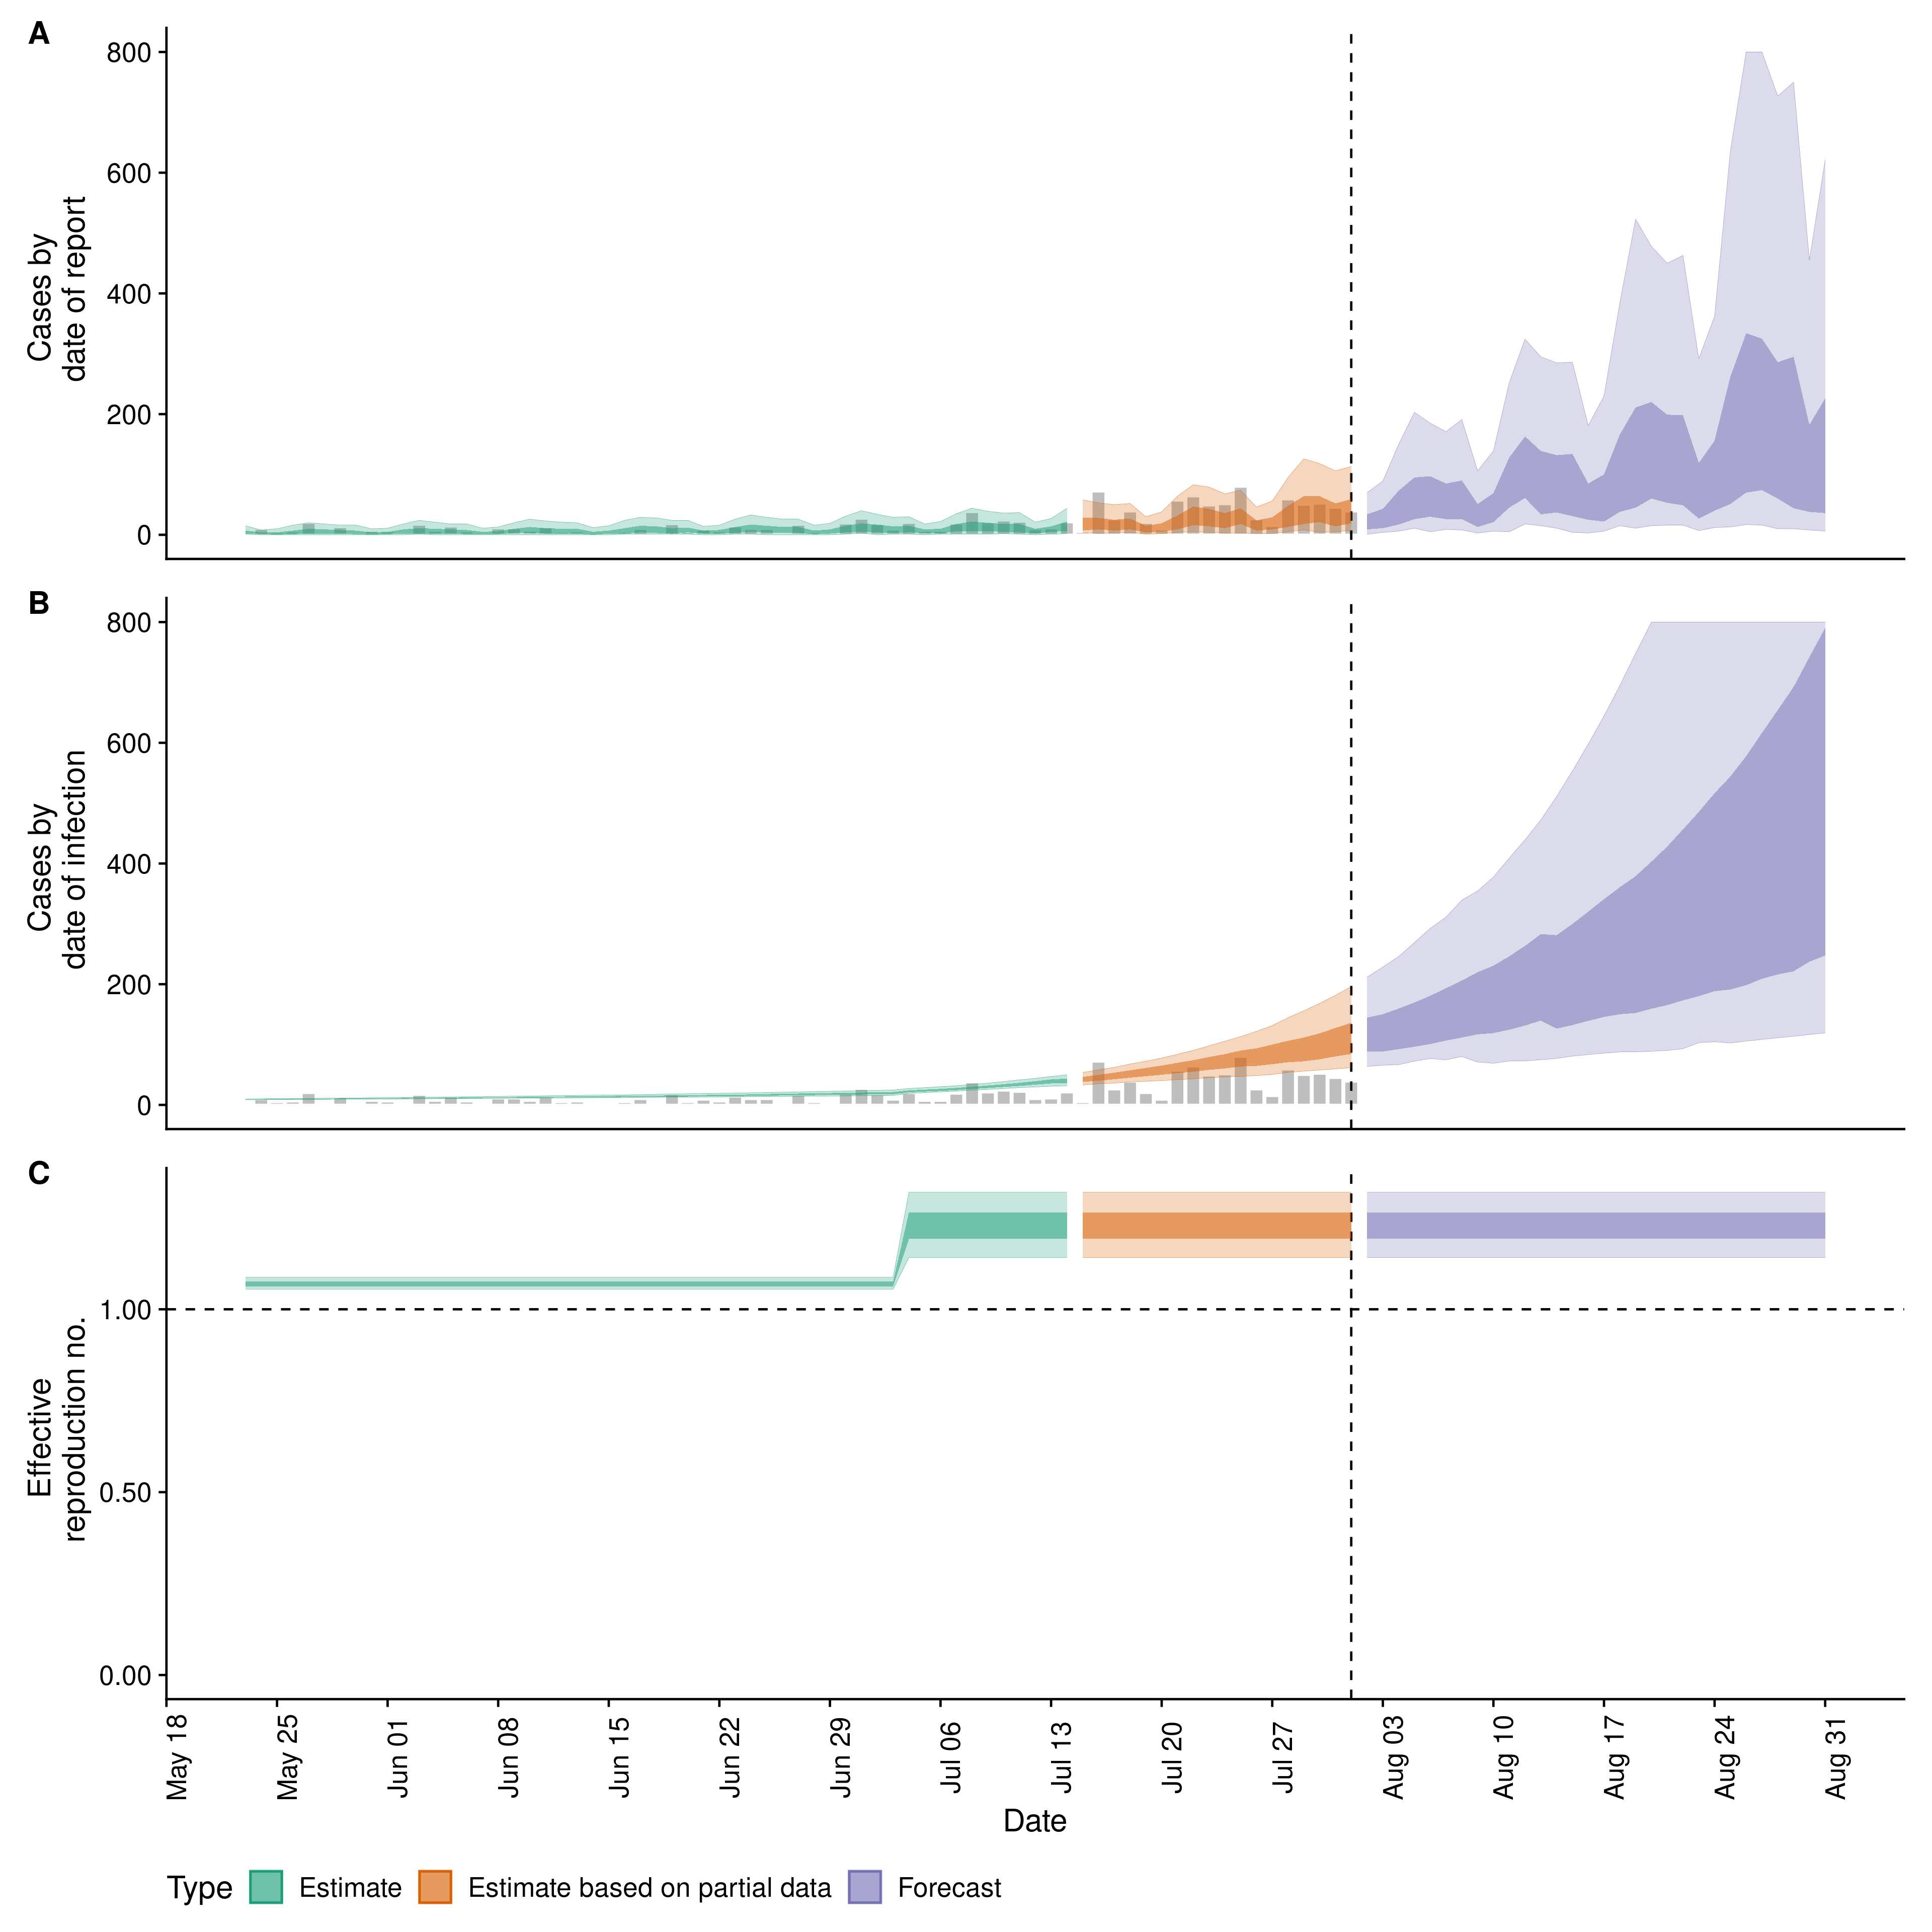 A
800
600
400
200
0
Cases by
date of report
B
800
600
400
200
0
Cases by
date of infection
C
1.00
0.50
0.00
Effective
reproduction no.
May 18
May 25
Jun 01
Jun 08
Jun 15
Jun 22
Jun 29
Jul 06
Jul 13
Jul 20
Jul 27
Aug 03
Aug 10
Aug 17
Aug 24
Aug 31
Date
Type Estimate Estimate based on partial data Forecast